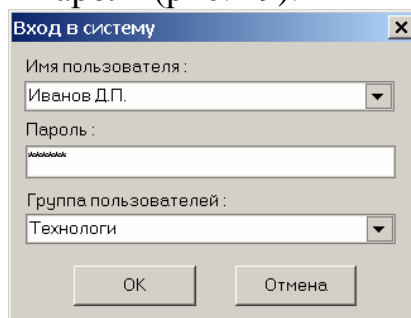 Вход в систему
Имя пользователя :
Иванов Д.П.
Пароль :
*******
Группа пользователей :
Технологи
OK
Отмена